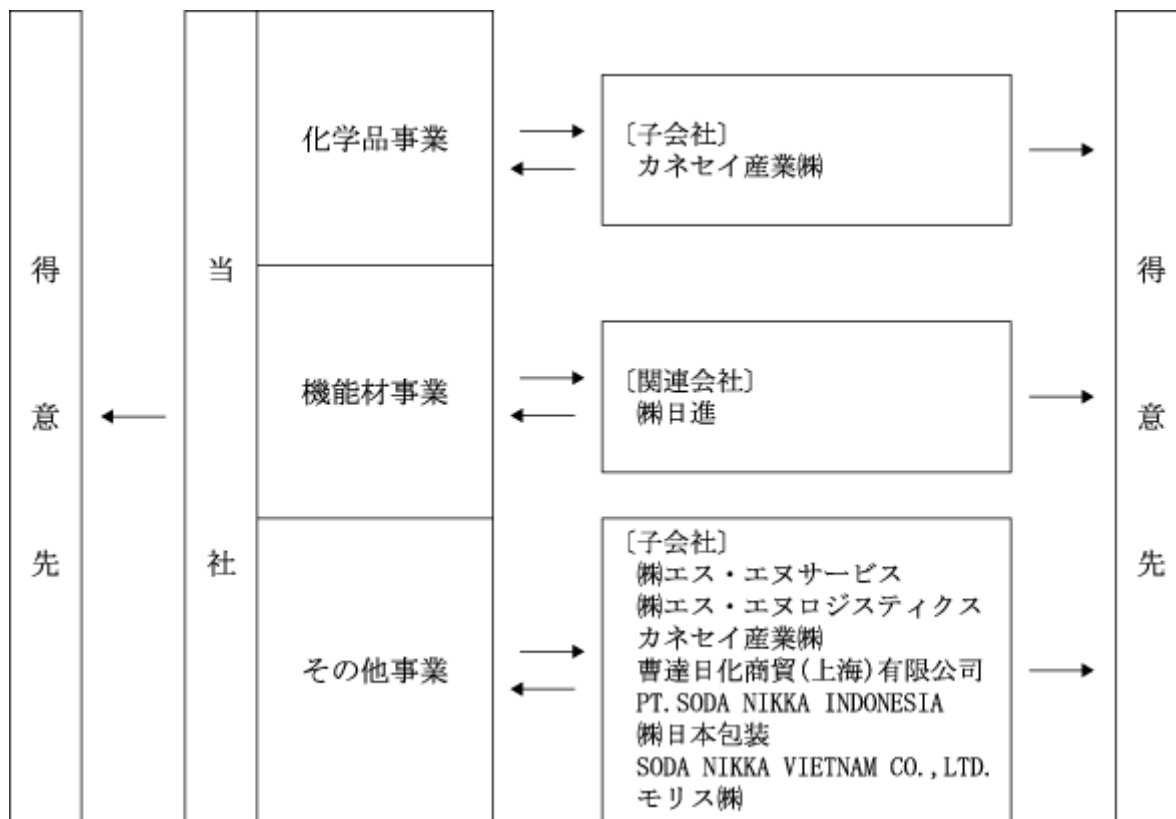 得意先
当社
化学品事業
〔子会社〕
カネセイ産業㈱
機能材事業
〔関連会社〕
㈱日進
その他事業
〔子会社〕
㈱エス・エヌサービス
㈱エス・エヌロジスティクス
カネセイ産業㈱
曹達日化商貿(上海)有限公司
PT.SODA NIKKA INDONESIA
㈱日本包装
SODA NIKKA VIETNAM CO.,LTD.
モリス㈱
得意先